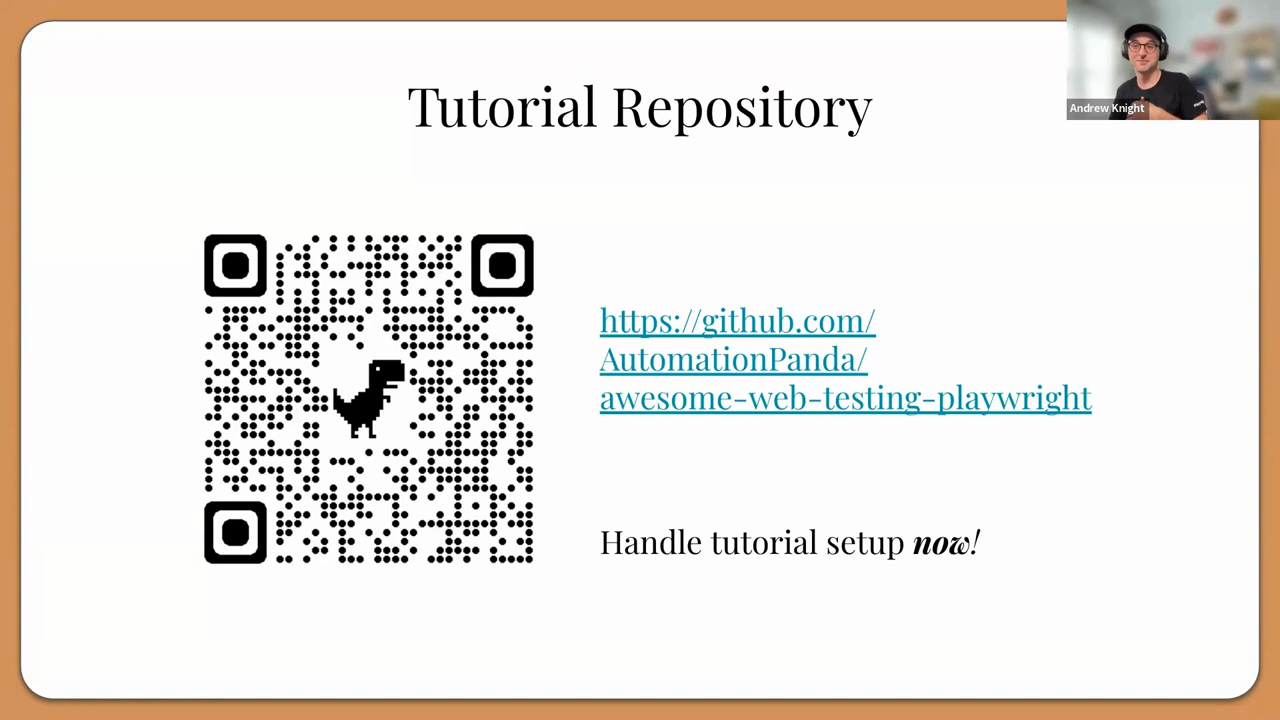 Tutorial Repository
Andrew Knight
https://github.com/
AutomationPanda/
awesome-web-testing-playwright
Handle tutorial setup now!